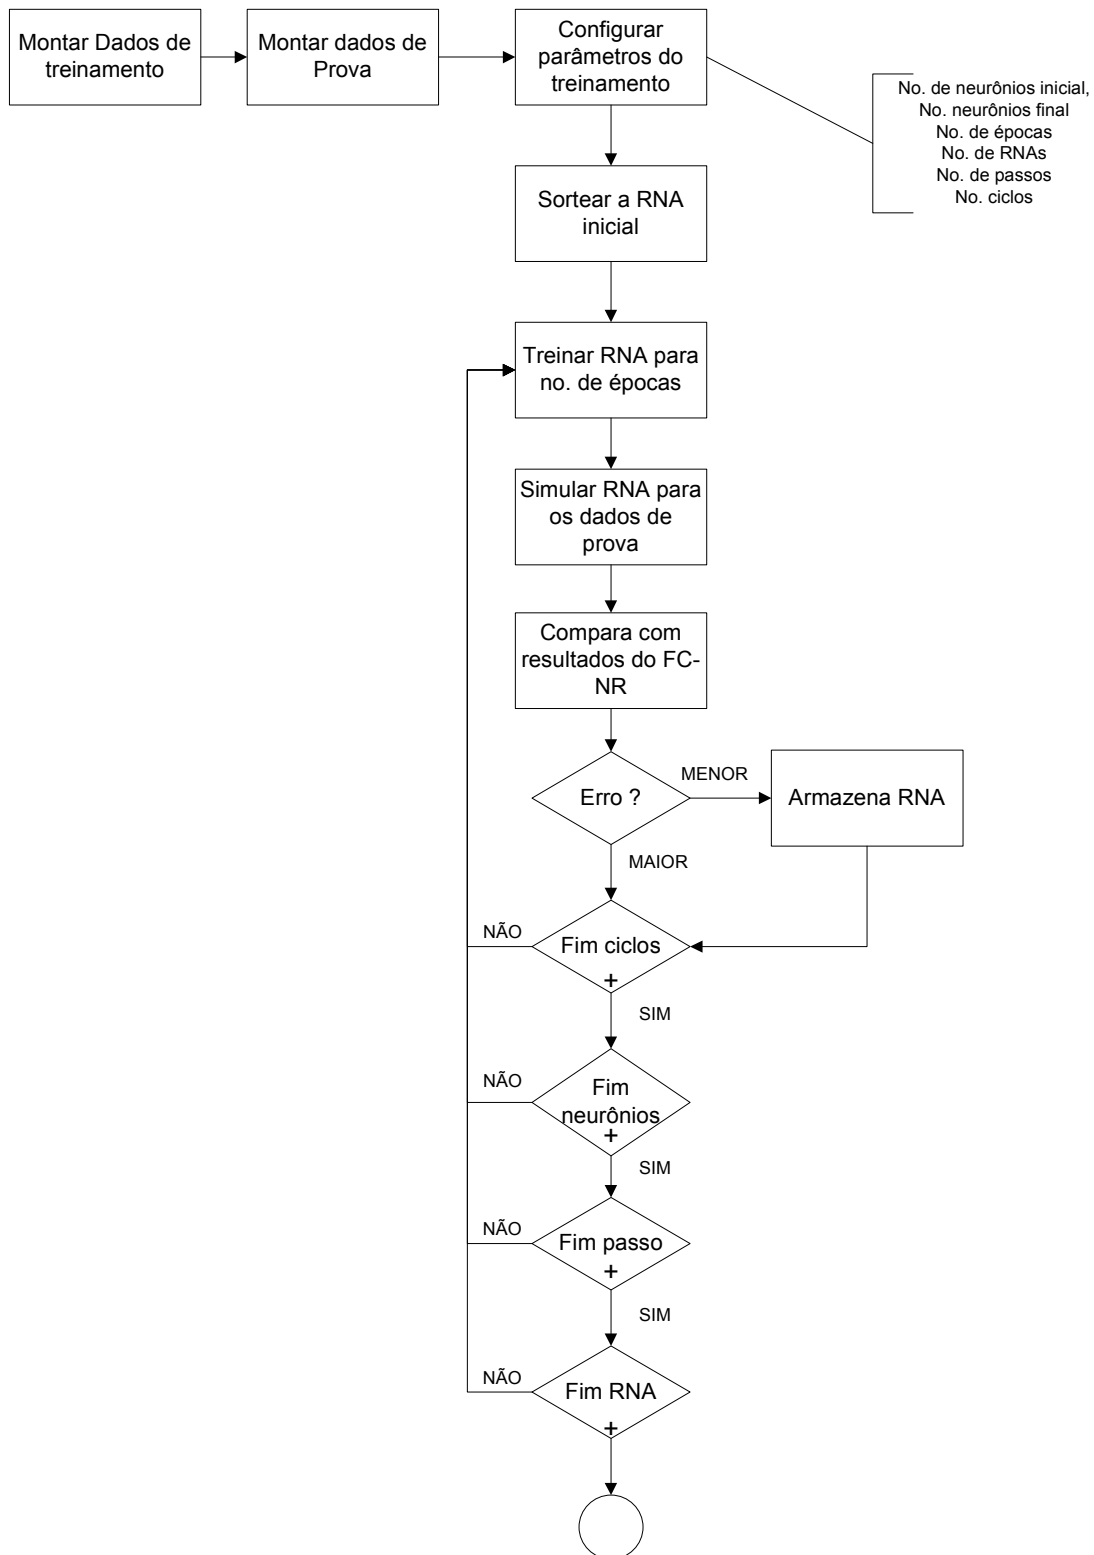 Montar Dados de
treinamento
Montar dados de
Prova
Configurar
parâmetros do
treinamento
No. de neurônios inicial,
No. neurônios final
No. de épocas
No. de RNAs
No. de passos
No. ciclos
Sortear a RNA
inicial
Treinar RNA para
no. de épocas
Simular RNA para
os dados de
prova
Compara com
resultados do FC-
NR
Erro ?
MENOR
Armazena RNA
MAIOR
Fim ciclos
+
NÃO
SIM
Fim
neurônios
+
NÃO
SIM
Fim passo
+
NÃO
SIM
Fim RNA
+
NÃO